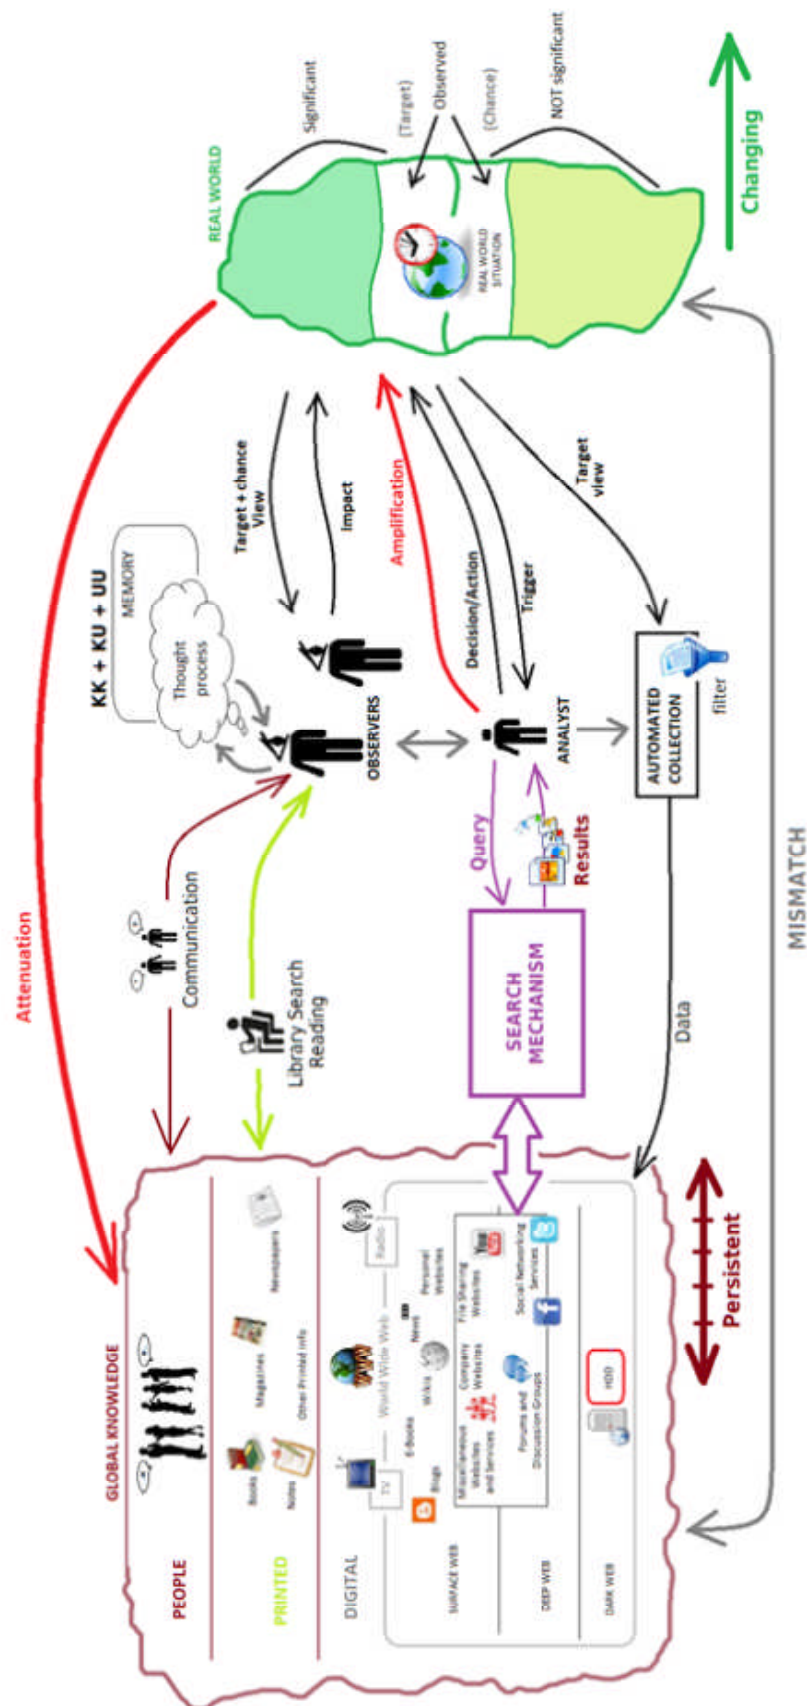 GLOBAL KNOWLEDGE
PEOPLE
PRINTED
Books
Magazines
Newspapers
Notes
Other Printed Info
DIGITAL
TV
World Wide Web
Radio
SURFACE WEB
Blogs
E-Books
Wikis
News
Personal Websites
Miscellaneous
Websites
and Services
Company
Websites
File Sharing
Websites
You
Tube
DEEP WEB
Forums and
Discussion Groups
Social Networking
Services
f
DARK WEB
HDD
Persistent
Attenuation
Communication
Library Search
Reading
SEARCH
MECHANISM
Query
Results
Data
KK + KU + UU
MEMORY
Thought
process
OBSERVERS
ANALYST
AUTOMATED
COLLECTION
filter
Target + chance
View
Impact
Amplification
Decision/Action
Trigger
Target
view
REAL WORLD
REAL WORLD
SITUATION
Significant
(Target)
Observed
(Chance)
NOT significant
Changing
MISMATCH